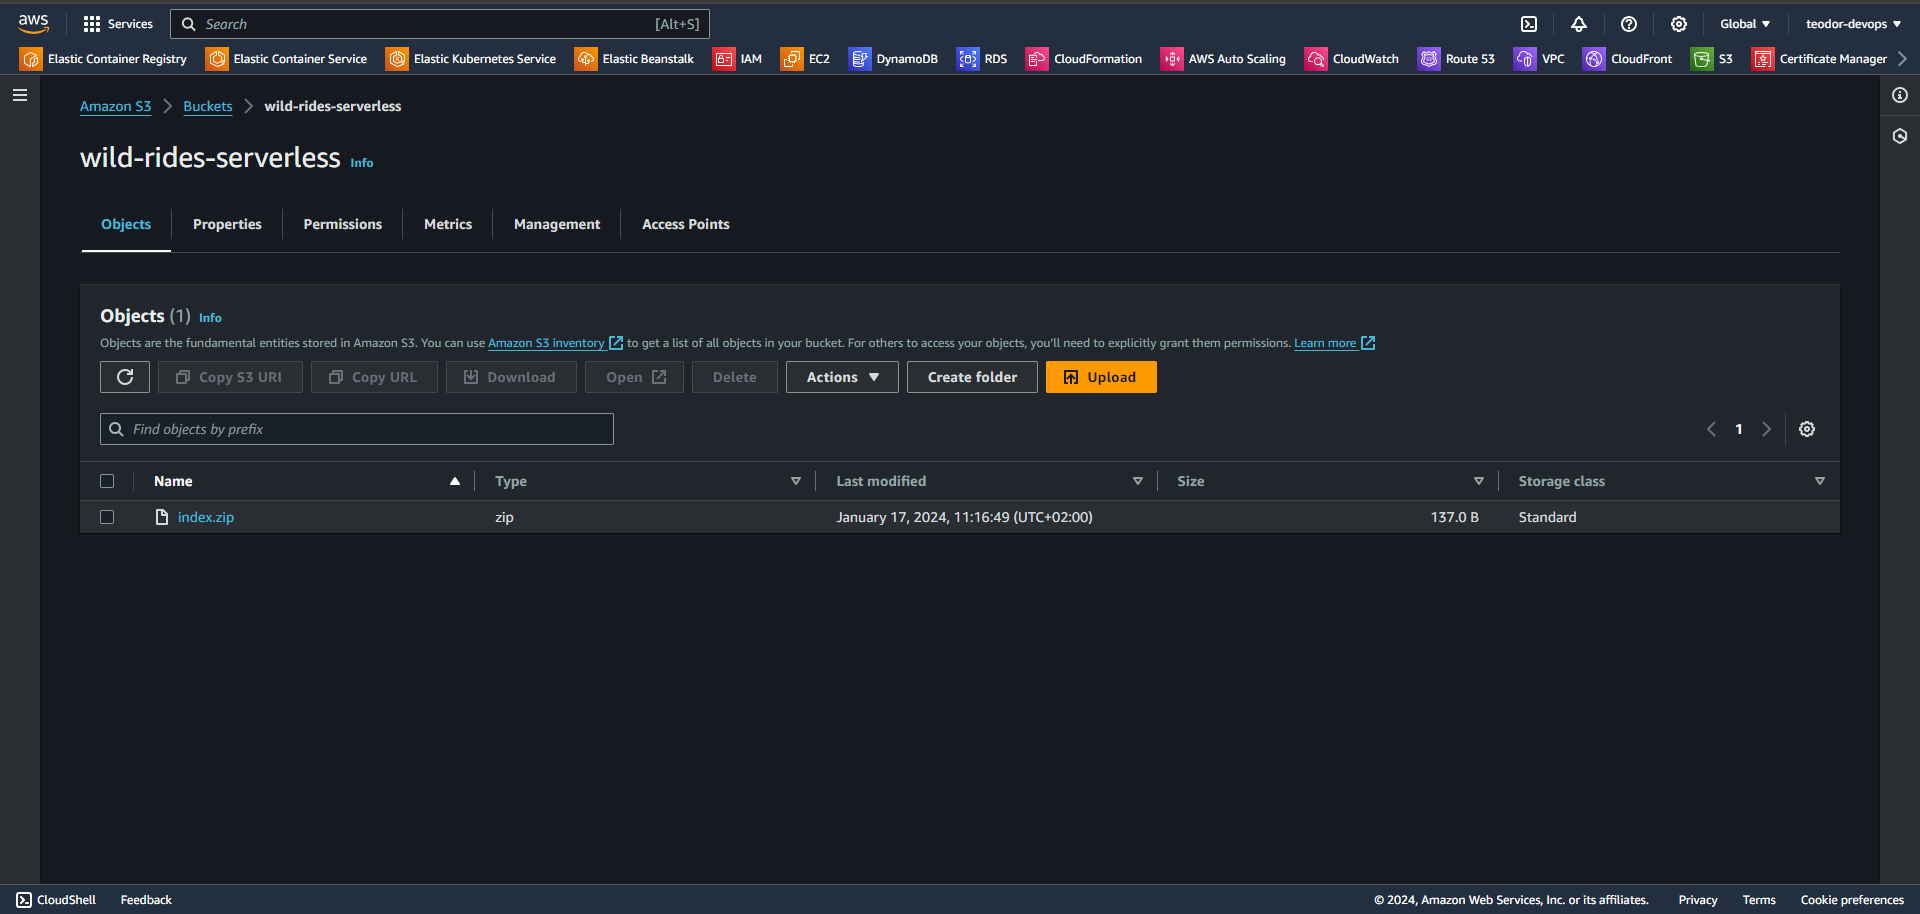 aws Services Search [Alt+S] Global teodor-devops
Elastic Container Registry Elastic Container Service Elastic Kubernetes Service Elastic Beanstalk IAM EC2 DynamoDB RDS CloudFormation AWS Auto Scaling CloudWatch Route 53 VPC CloudFront S3 Certificate Manager
Amazon S3 Buckets wild-rides-serverless
wild-rides-serverless Info
Objects Properties Permissions Metrics Management Access Points
Objects (1) Info
Objects are the fundamental entities stored in Amazon S3. You can use Amazon S3 inventory to get a list of all objects in your bucket. For others to access your objects, you'll need to explicitly grant them permissions. Learn more
Copy S3 URI Copy URL Download Open Delete Actions Create folder Upload
Find objects by prefix 1
Name Type Last modified Size Storage class
index.zip zip January 17, 2024, 11:16:49 (UTC+02:00) 137.0 B Standard
CloudShell Feedback © 2024, Amazon Web Services, Inc. or its affiliates. Privacy Terms Cookie preferences